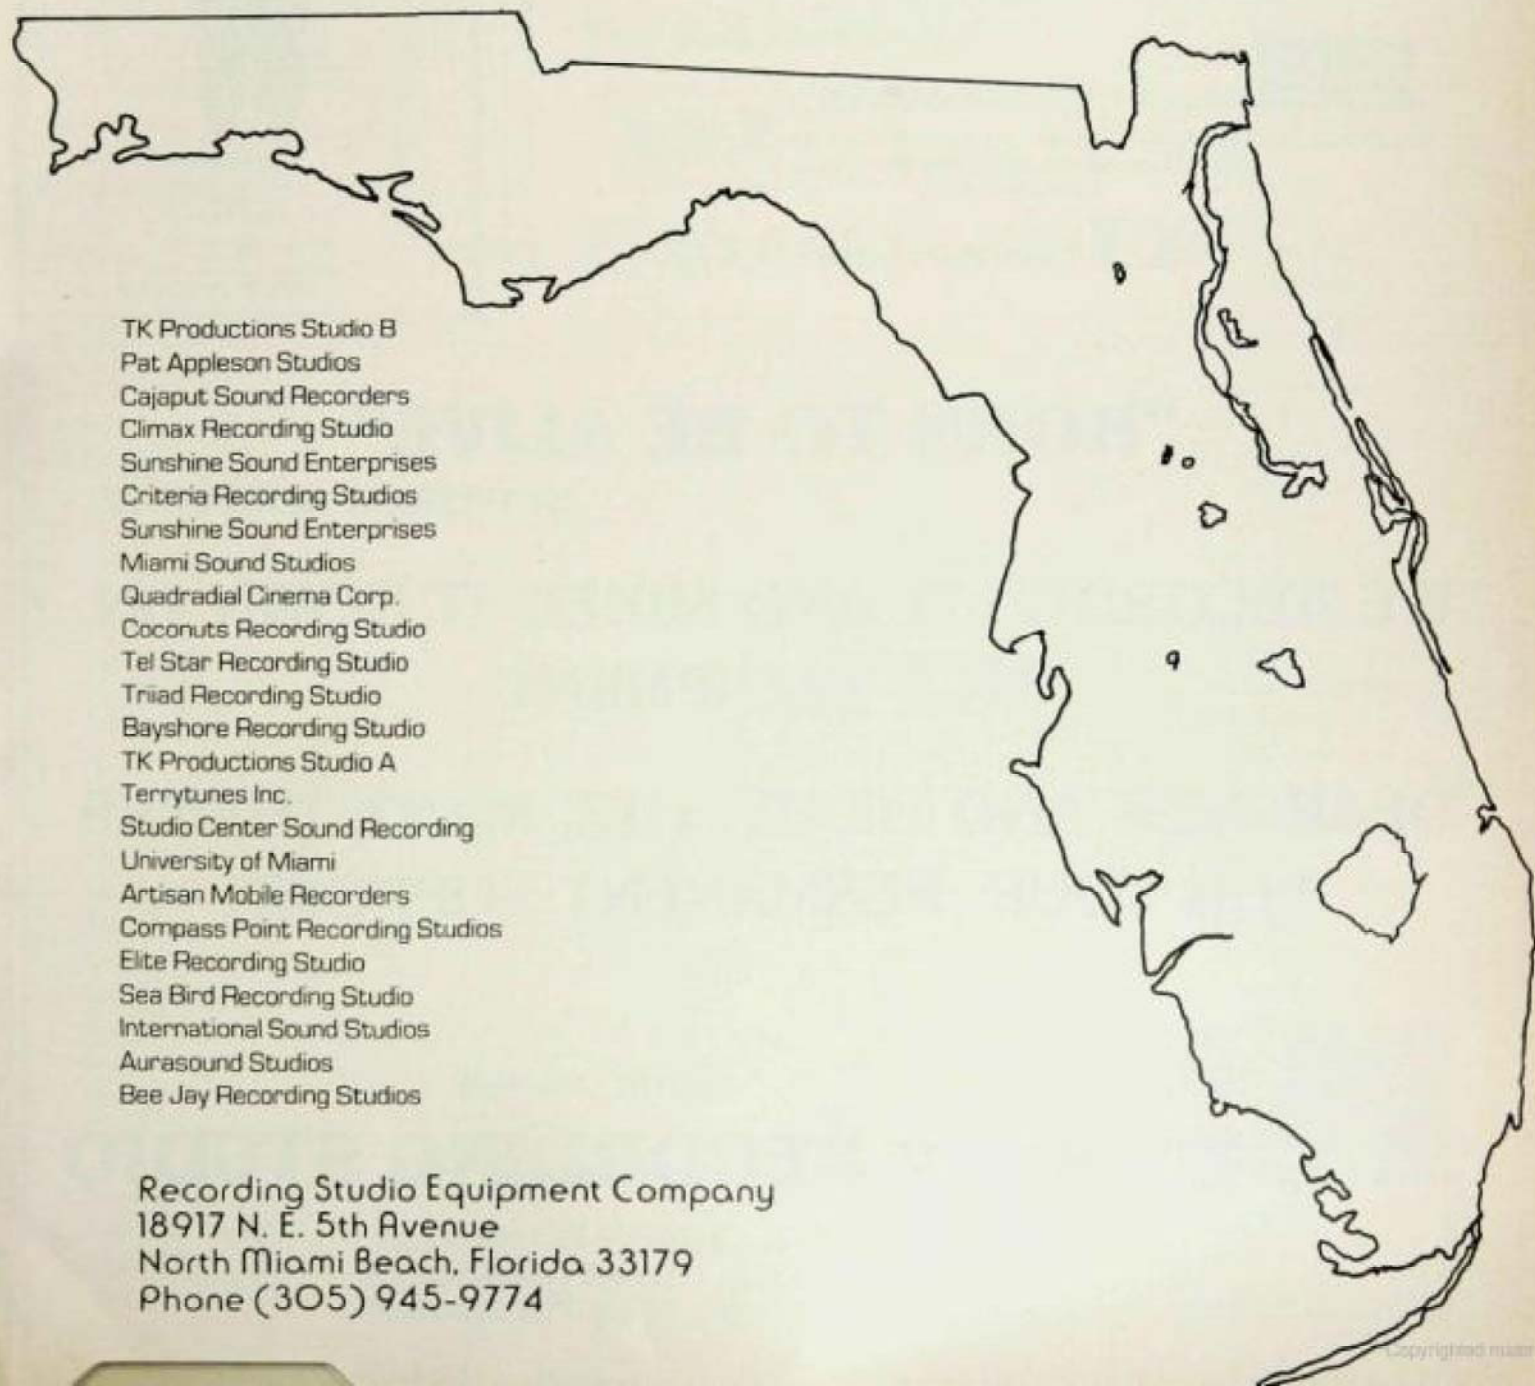 TK Productions Studio B
Pat Appleson Studios
Cajaput Sound Recorders
Climax Recording Studio
Sunshine Sound Enterprises
Criteria Recording Studios
Sunshine Sound Enterprises
Miami Sound Studios
Quadradial Cinema Corp.
Coconuts Recording Studio
Tel Star Recording Studio
Triiad Recording Studio
Bayshore Recording Studio
TK Productions Studio A
Terrytunes Inc.
Studio Center Sound Recording
University of Miami
Artisan Mobile Recorders
Compass Point Recording Studios
Elite Recording Studio
Sea Bird Recording Studio
International Sound Studios
Aurasound Studios
Bee Jay Recording Studios
Recording Studio Equipment Company
18917 N. E. 5th Avenue
North Miami Beach, Florida 33179
Phone (305) 945-9774
Copyrighted